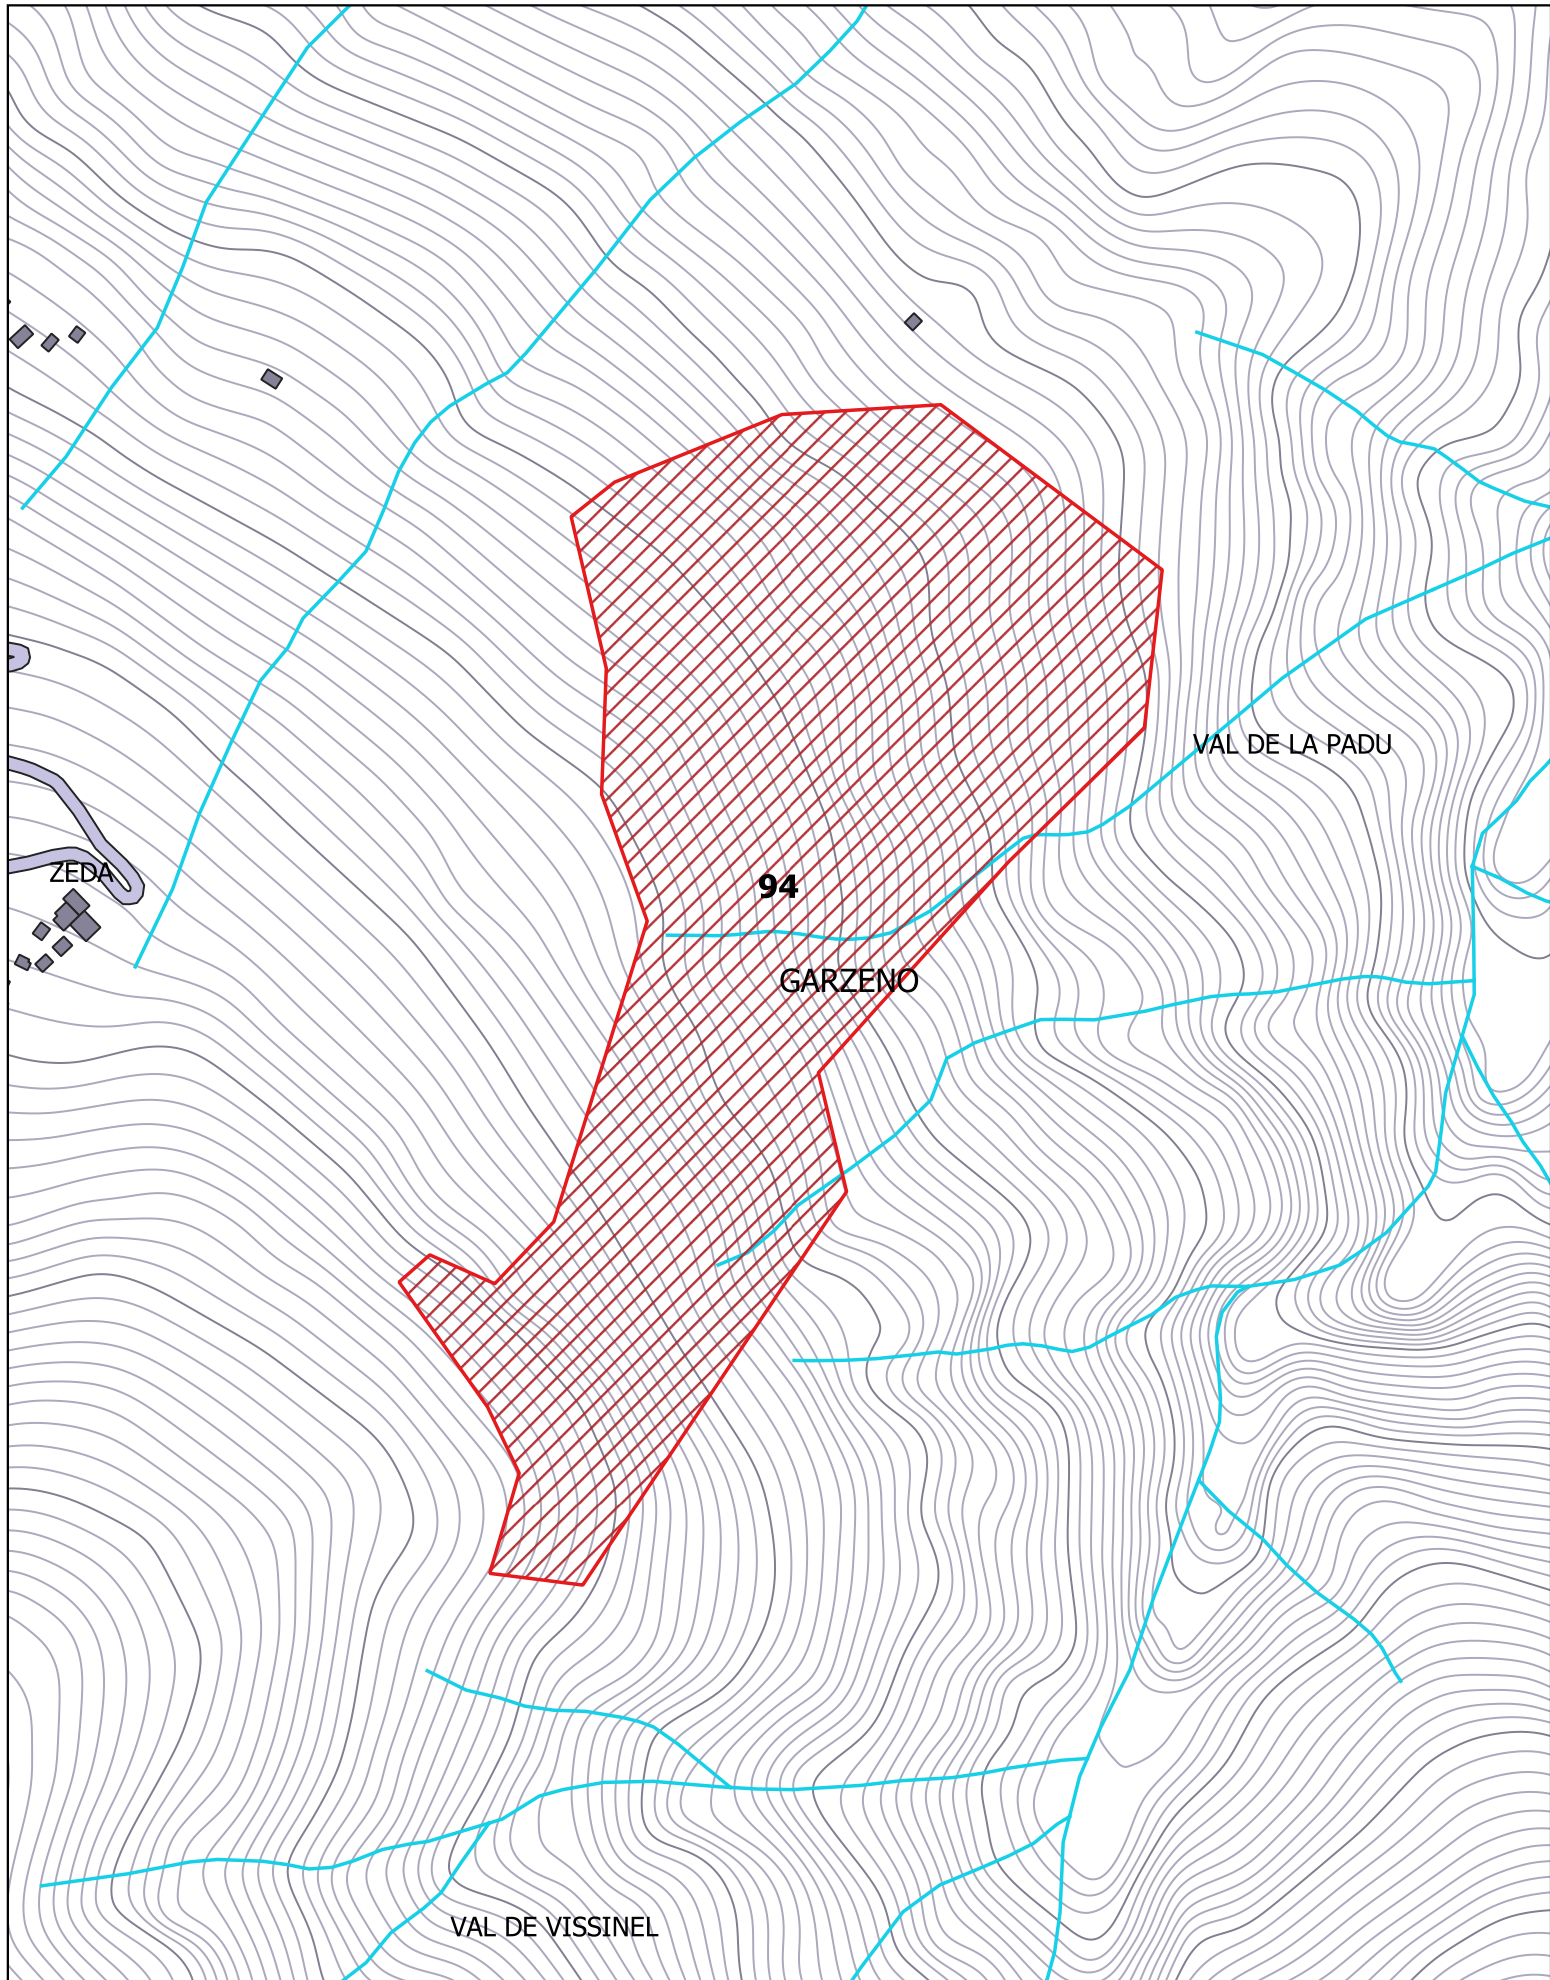 VAL DE LA PADU
ZEDA
94
GARZENO
VAL DE VISSINEL